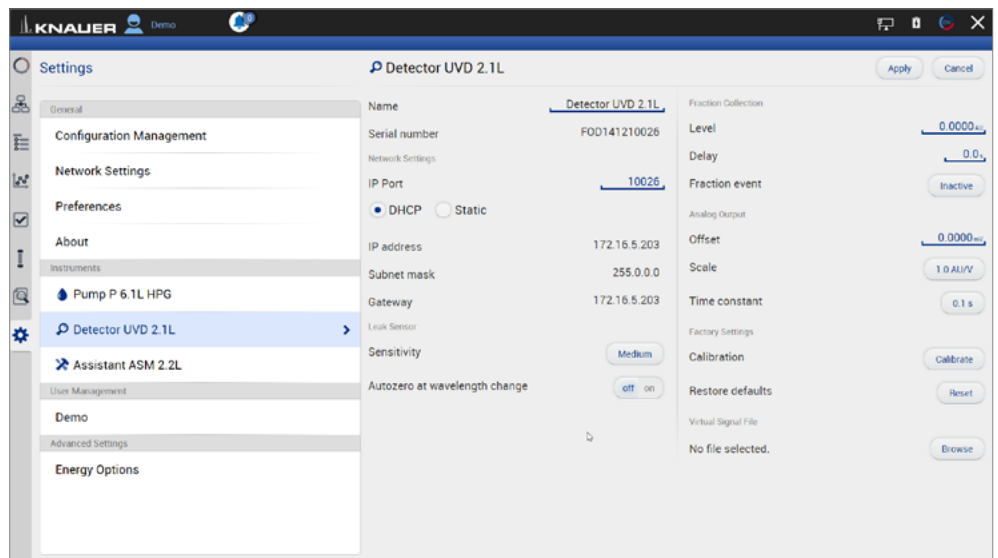 KNAUER Demo 0
Settings
General
Configuration Management
Network Settings
Preferences
About
Instruments
Pump P 6.1L HPG
Detector UVD 2.1L
Assistant ASM 2.2L
User Management
Demo
Advanced Settings
Energy Options
Detector UVD 2.1L
Apply Cancel
Name Detector UVD 2.1L
Serial number FOD141210026
Network Settings
IP Port 10026
DHCP Static
IP address 172.16.5.203
Subnet mask 255.0.0.0
Gateway 172.16.5.203
Leak Sensor
Sensitivity Medium
Autozero at wavelength change off on
Fraction Collection
Level 0.0000
Delay 0.0 s
Fraction event Inactive
Analog Output
Offset 0.0000
Scale 1.0 AU/V
Time constant 0.1 s
Factory Settings
Calibration Calibrate
Restore defaults Reset
Virtual Signal File
No file selected. Browse